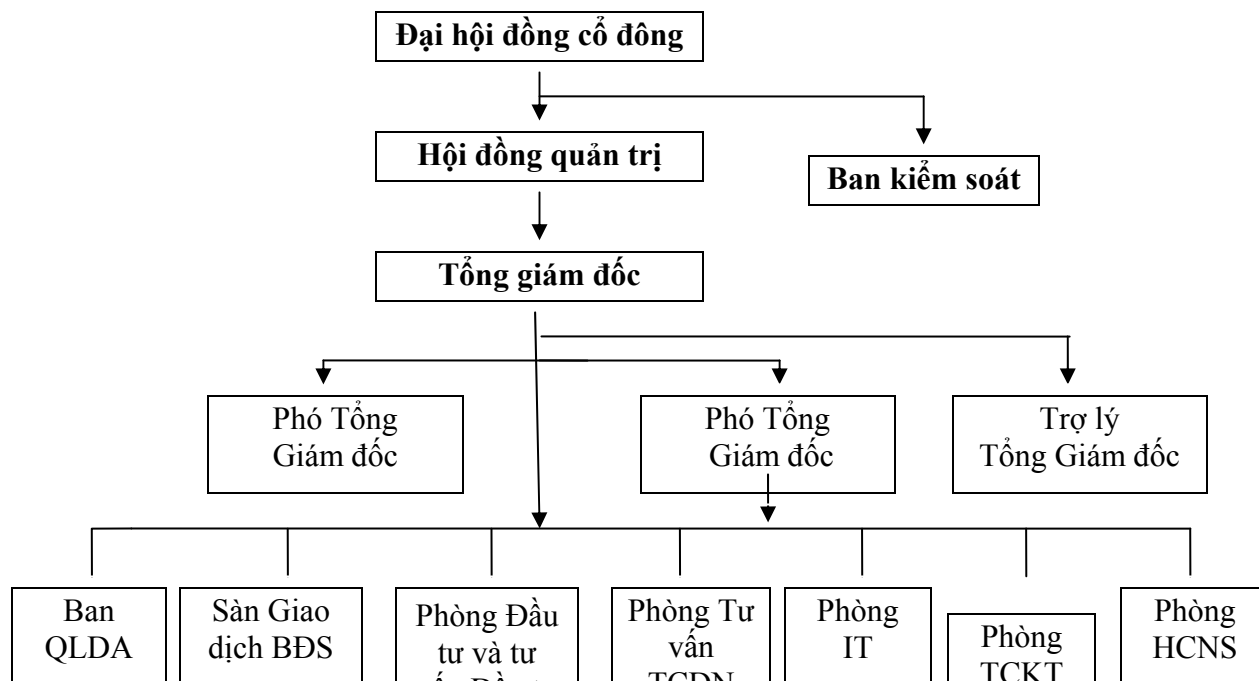 Đại hội đồng cổ đông
Hội đồng quản trị
Ban kiểm soát
Tổng giám đốc
Phó Tổng
Giám đốc
Phó Tổng
Giám đốc
Trợ lý
Tổng Giám đốc
Ban
QLDA
Sàn Giao
dịch BĐS
Phòng Đầu
tư và tư
Phòng Tư
vấn
TCDN
Phòng
IT
Phòng
TCKT
Phòng
HCNS